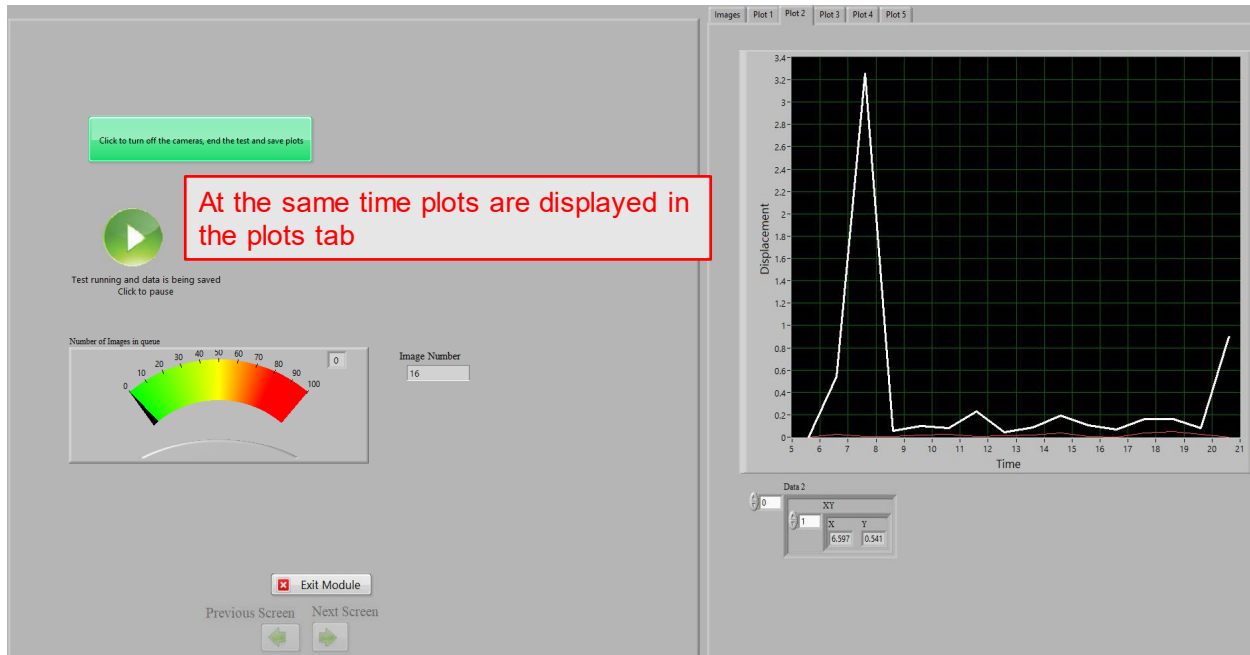 Images Plot 1 Plot 2 Plot 3 Plot 4 Plot 5
Click to turn off the cameras, end the test and save plots
At the same time plots are displayed in
the plots tab
Test running and data is being saved
Click to pause
Number of Images in queue
0 10 20 30 40 50 60 70 80 90 100
0
Image Number
16
Exit Module
Previous Screen Next Screen
3.4
3.2
3
2.8
2.6
2.4
2.2
2
1.8
1.6
1.4
1.2
1
0.8
0.6
0.4
0.2
0
Displacement
5 6 7 8 9 10 11 12 13 14 15 16 17 18 19 20 21
Time
Data 2
0
XY
1
X Y
6.597 0.541